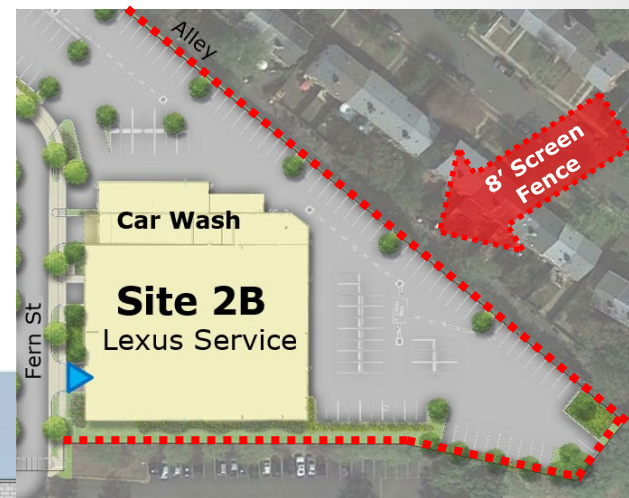 Alley
8’ Screen
Fence
Car Wash
Site 2B
Lexus Service
Fern St